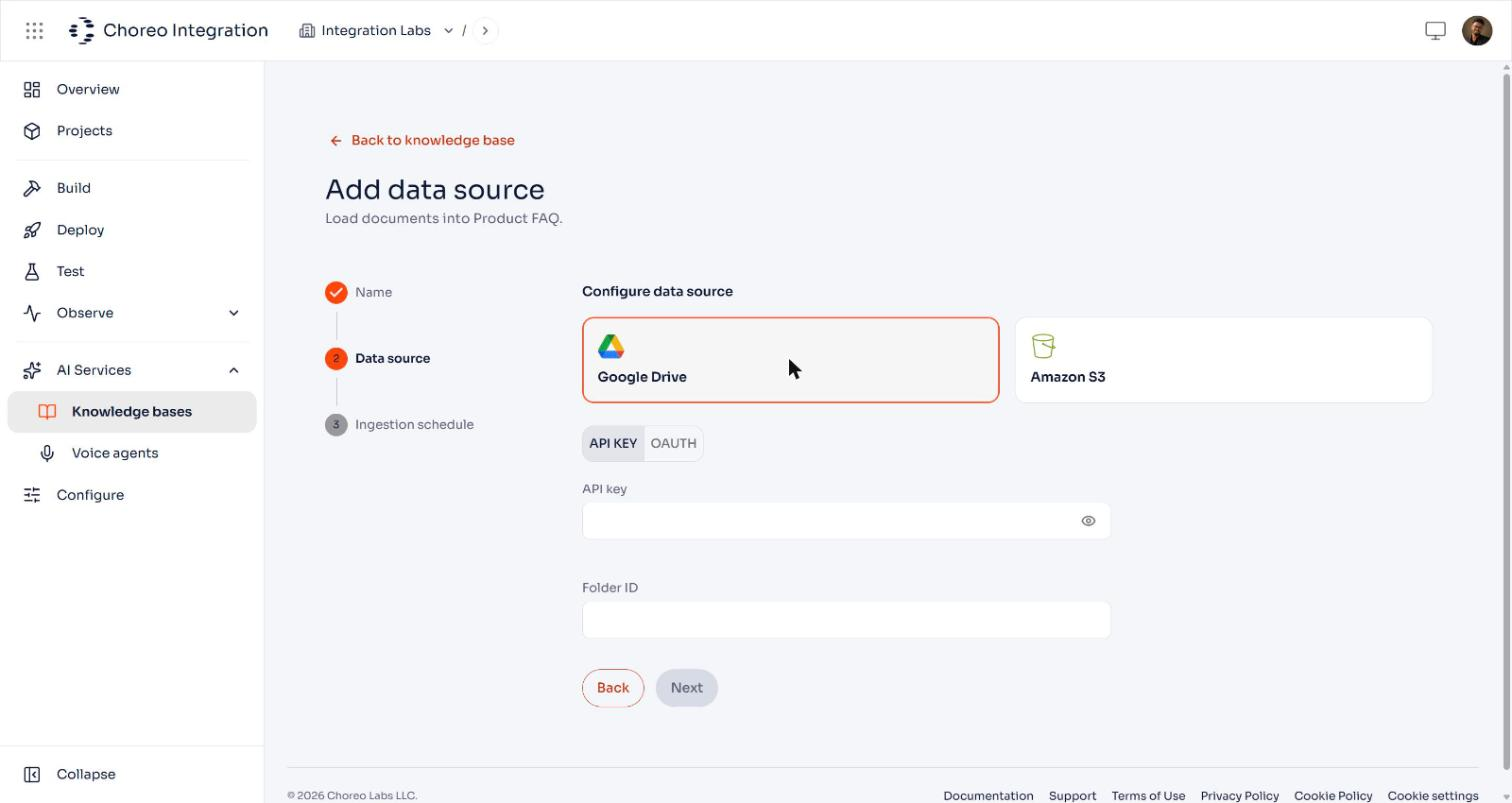 Choreo Integration
Integration Labs
/
Overview
Projects
Build
Deploy
Test
Observe
AI Services
Knowledge bases
Voice agents
Configure
Collapse
Back to knowledge base
Add data source
Load documents into Product FAQ.
Name
2
Data source
3
Ingestion schedule
Configure data source
Google Drive
Amazon S3
API KEY
OAUTH
API key
Folder ID
Back
Next
© 2026 Choreo Labs LLC.
Documentation
Support
Terms of Use
Privacy Policy
Cookie Policy
Cookie settings